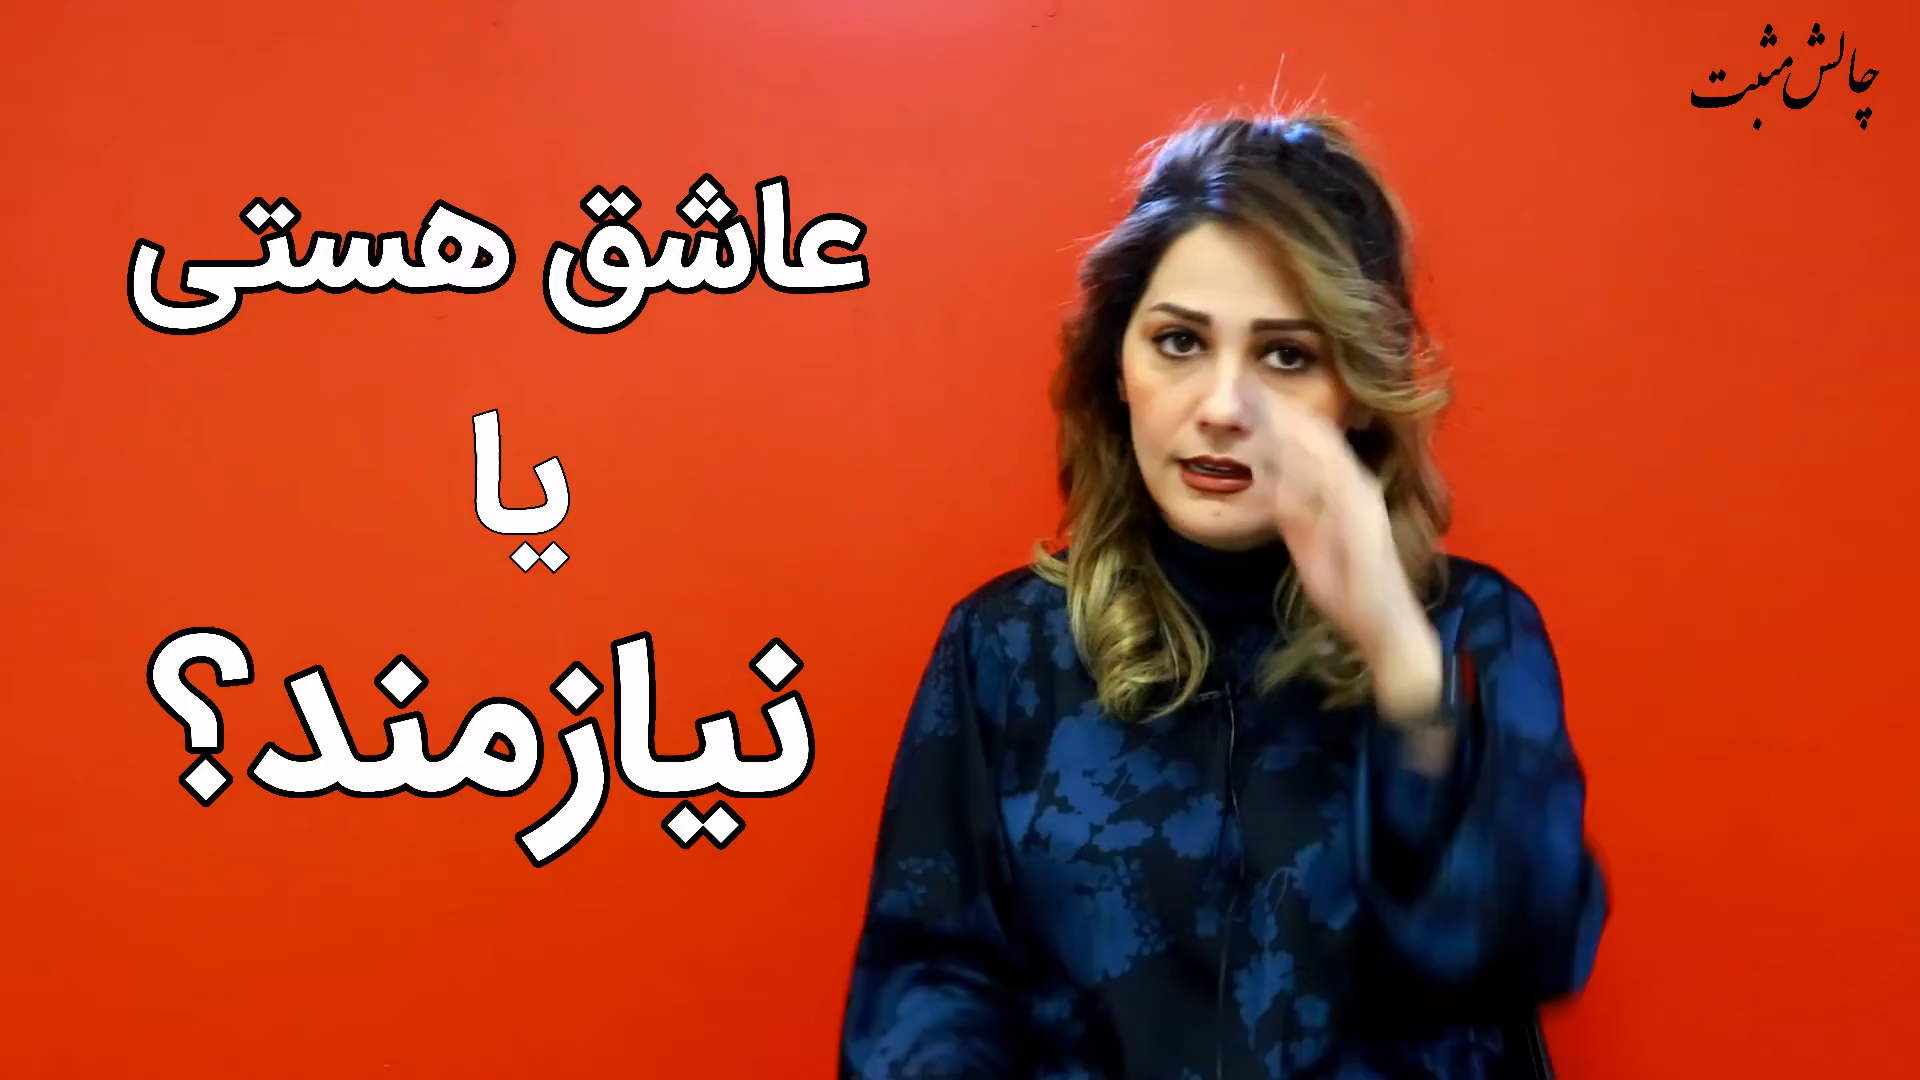 چالش مثبت
عاشق هستی
یا
نیازمند؟